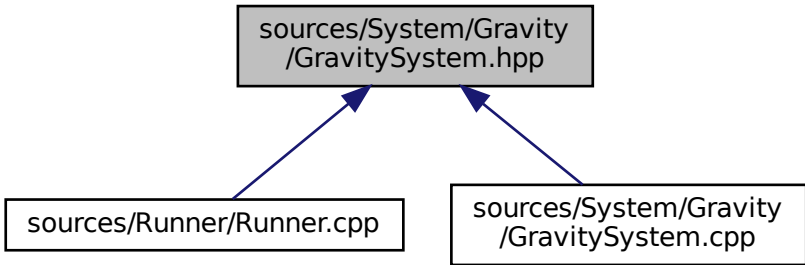 sources/System/Gravity
/GravitySystem.hpp
sources/Runner/Runner.cpp
sources/System/Gravity
/GravitySystem.cpp